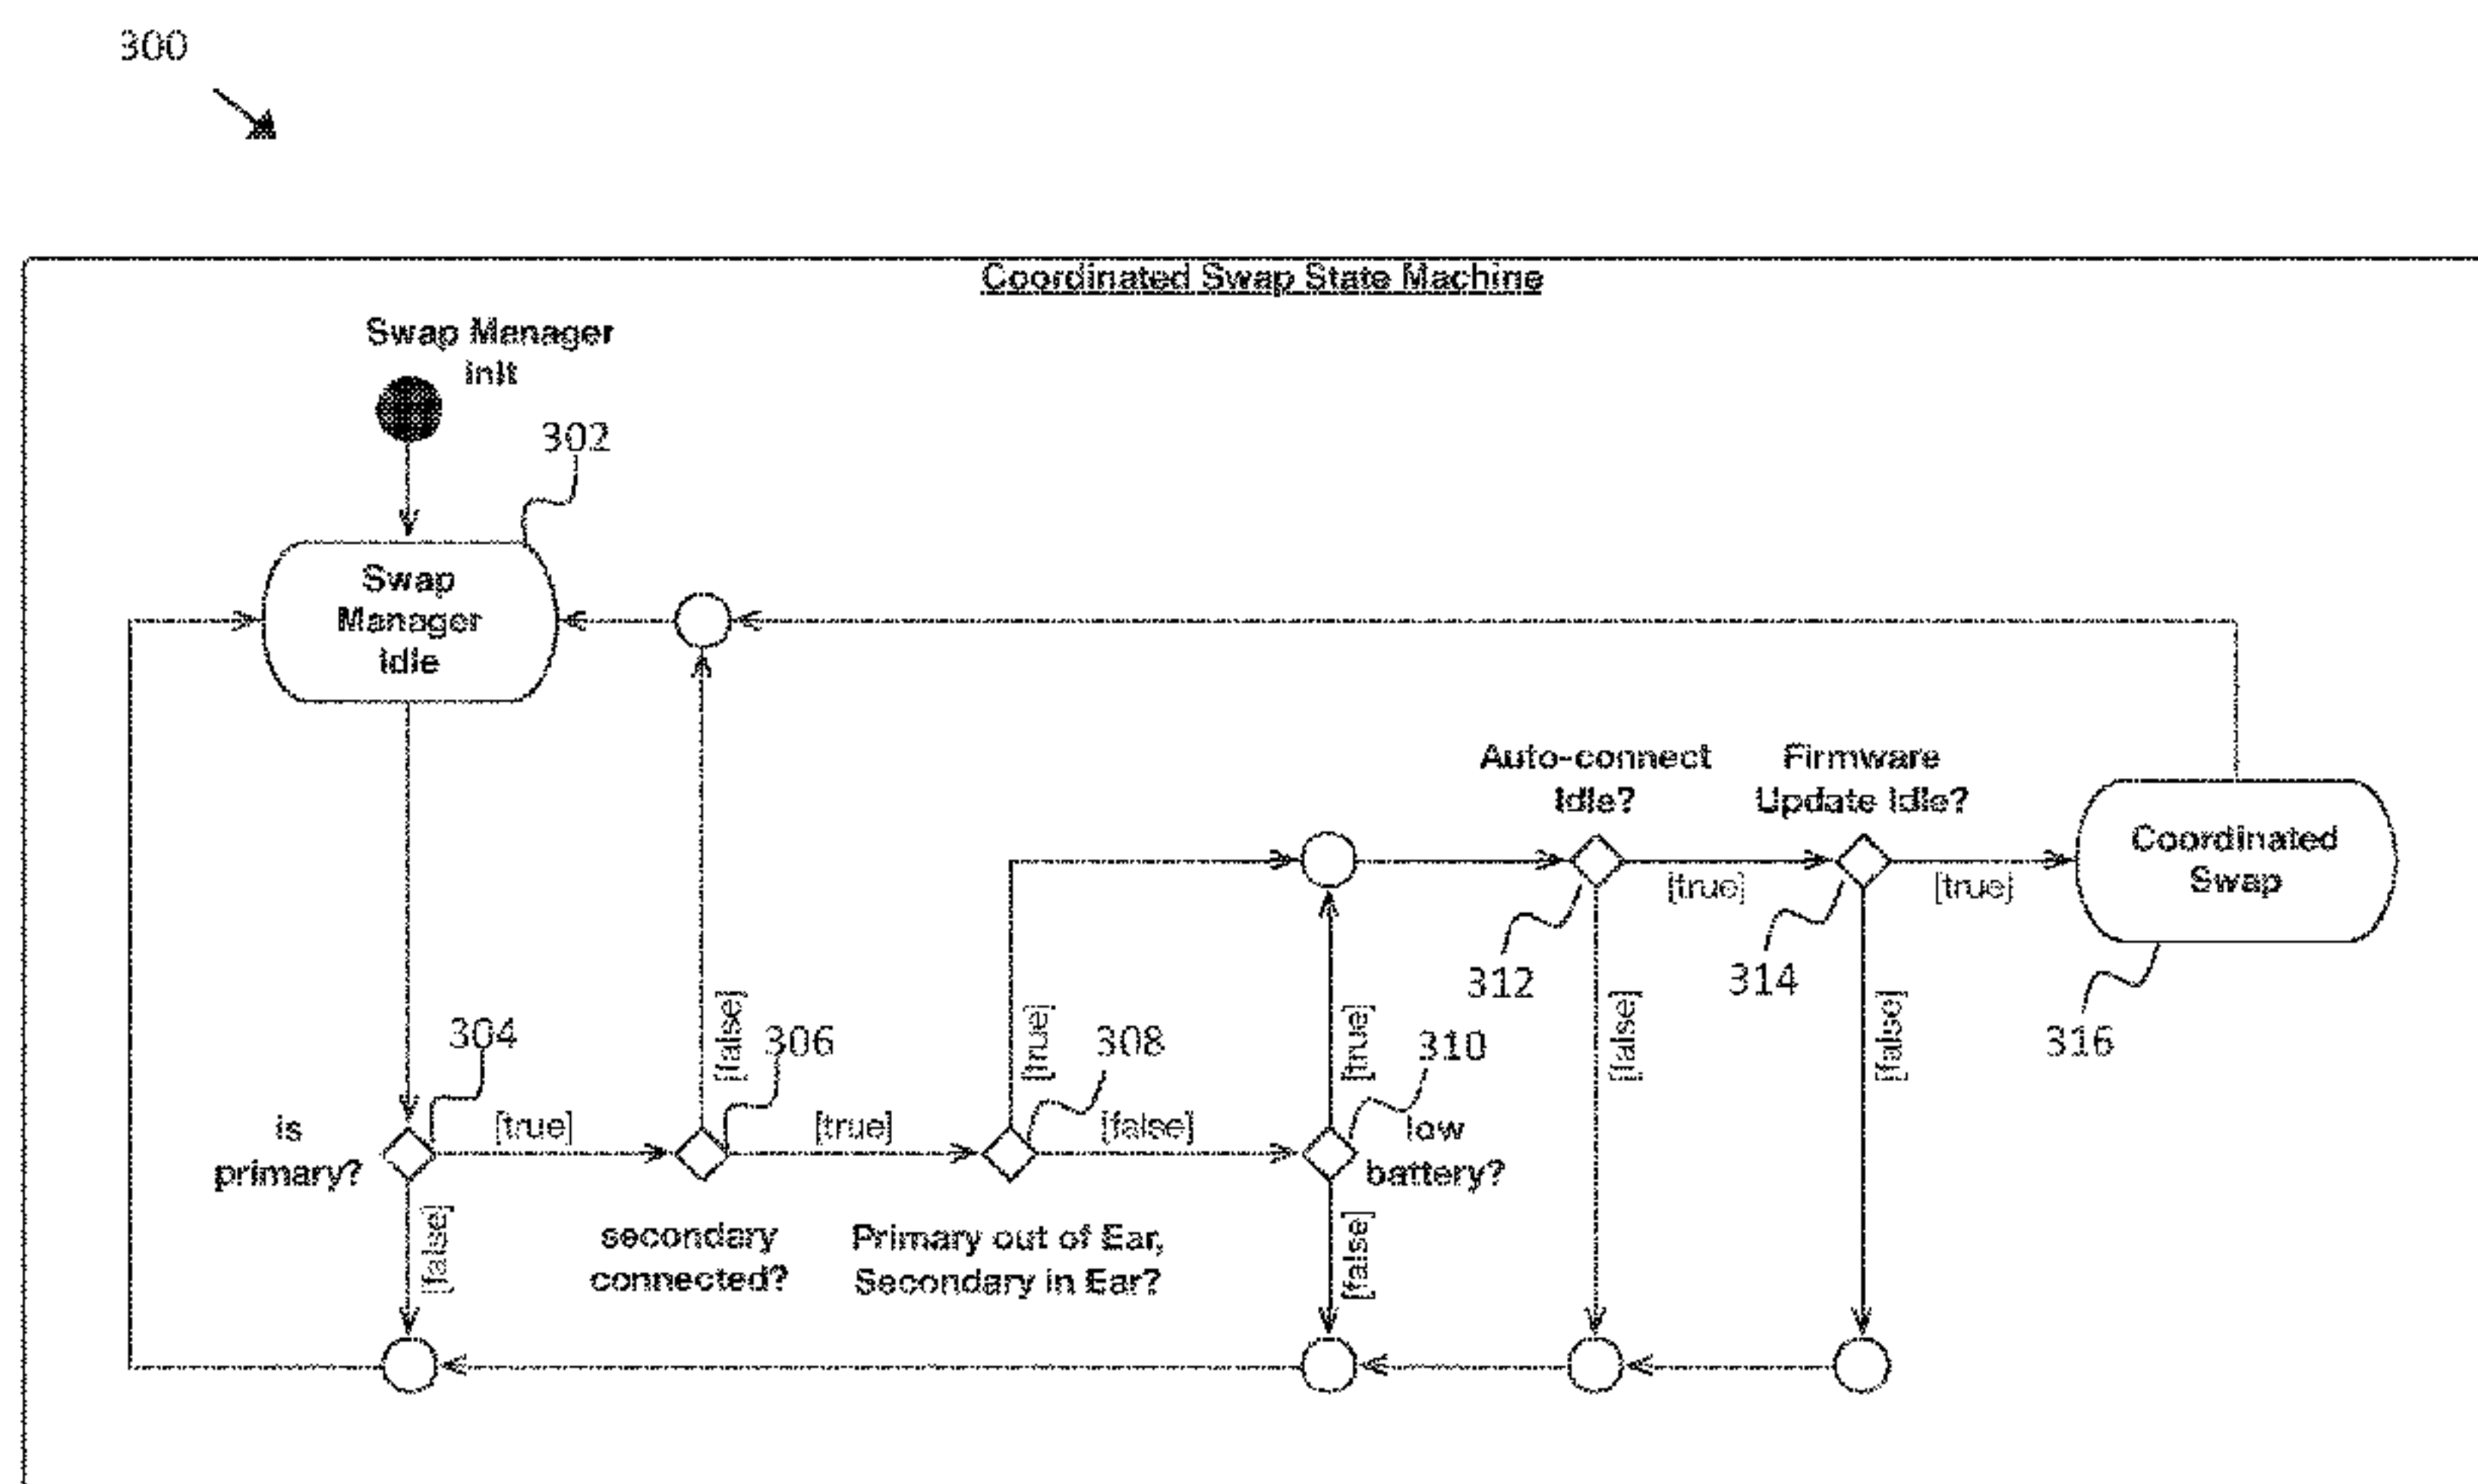 300
Coordinated Swap State Machine
Swap Manager
init
302
Swap
Manager
Idle
Auto-connect
Idle?
Firmware
Update Idle?
Coordinated
Swap
[true]
[true]
312
314
316
[false]
[false]
304
[false]
306
[true]
308
[true]
310
is
primary?
[true]
[true]
[false]
low
battery?
[false]
secondary
connected?
Primary out of Ear,
Secondary in Ear?
[false]